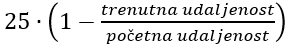 25 · (1 − trenutna udaljenost / početna udaljenost)